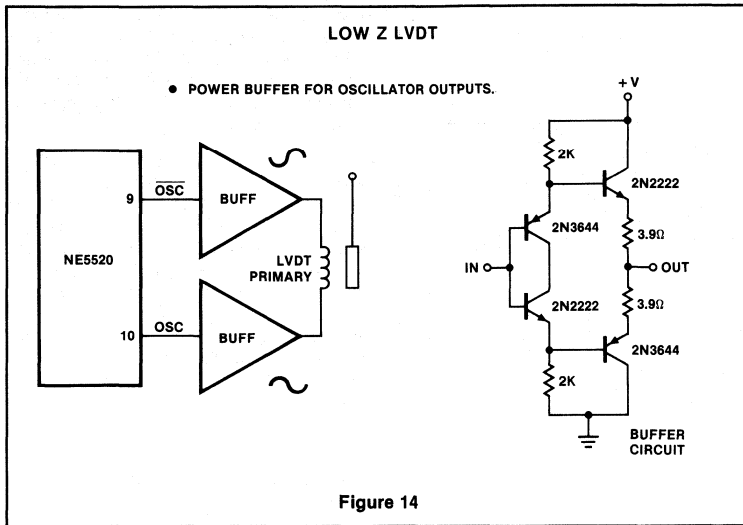 LOW Z LVDT
● POWER BUFFER FOR OSCILLATOR OUTPUTS.
NE5520
9
O̅S̅C̅
BUFF
LVDT
PRIMARY
10
OSC
BUFF
+V
2K
2N2222
2N3644
3.9Ω
IN
OUT
2N2222
3.9Ω
2N3644
2K
BUFFER
CIRCUIT
Figure 14